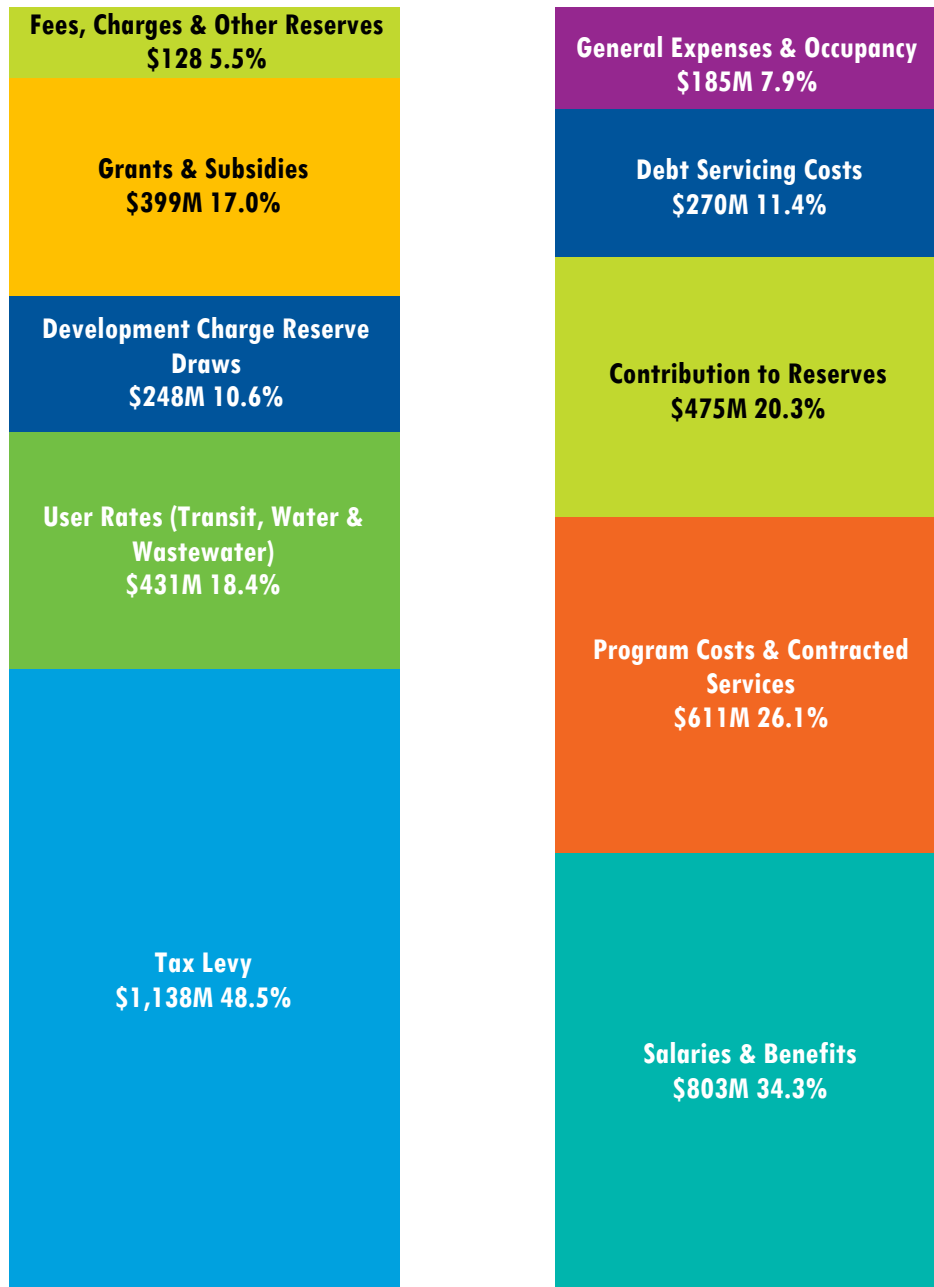 Fees, Charges & Other Reserves
$128 5.5%
Grants & Subsidies
$399M 17.0%
Development Charge Reserve
Draws
$248M 10.6%
User Rates (Transit, Water &
Wastewater)
$431M 18.4%
Tax Levy
$1,138M 48.5%
General Expenses & Occupancy
$185M 7.9%
Debt Servicing Costs
$270M 11.4%
Contribution to Reserves
$475M 20.3%
Program Costs & Contracted
Services
$611M 26.1%
Salaries & Benefits
$803M 34.3%